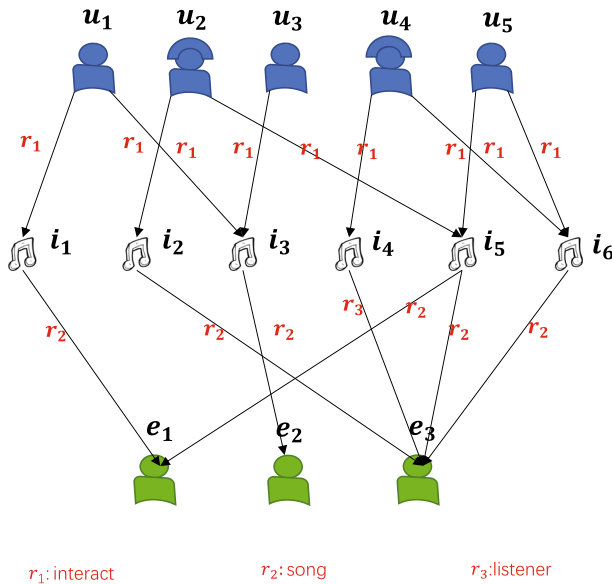 u₁ u₂ u₃ u₄ u₅
r₁ r₁ r₁ r₁ r₁ r₁ r₁ r₁ r₁
i₁ i₂ i₃ i₄ i₅ i₆
r₂ r₂ r₂ r₃ r₂ r₂ r₂
e₁ e₂ e₃
r₁: interact r₂: song r₃:listener